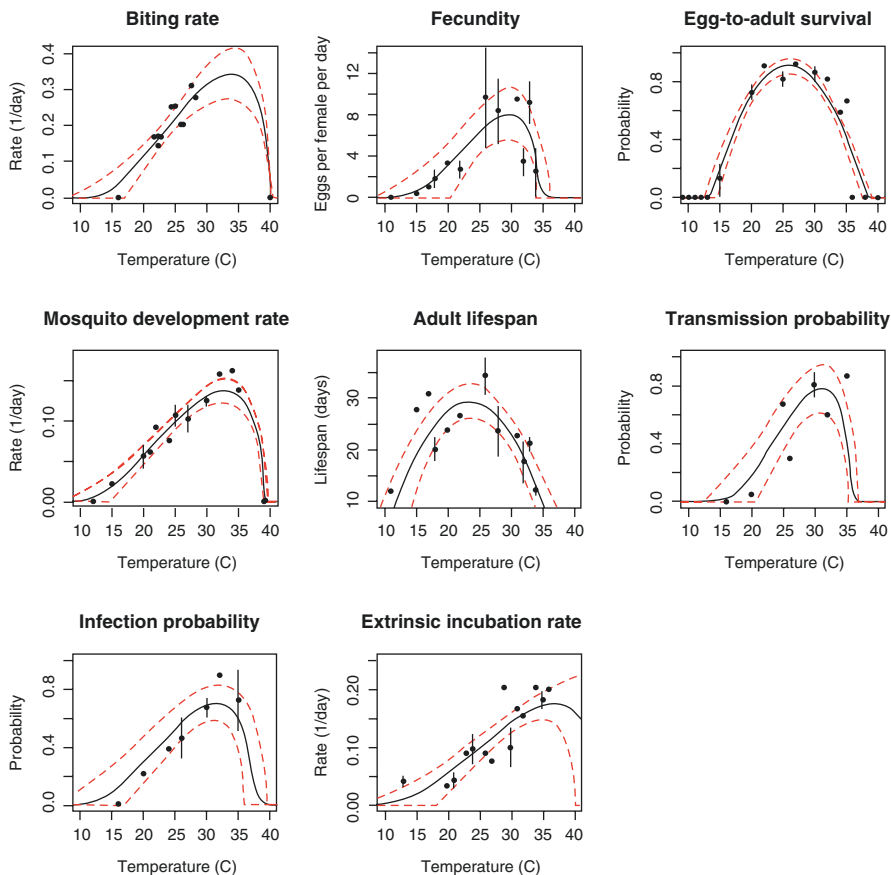 Biting rate
Rate (1/day)
0.0 0.1 0.2 0.3 0.4
10 15 20 25 30 35 40
Temperature (C)
Fecundity
Eggs per female per day
0 4 8 12
10 15 20 25 30 35 40
Temperature (C)
Egg-to-adult survival
Probability
0.0 0.4 0.8
10 15 20 25 30 35 40
Temperature (C)
Mosquito development rate
Rate (1/day)
0.00 0.10
10 15 20 25 30 35 40
Temperature (C)
Adult lifespan
Lifespan (days)
10 20 30
10 15 20 25 30 35 40
Temperature (C)
Transmission probability
Probability
0.0 0.4 0.8
10 15 20 25 30 35 40
Temperature (C)
Infection probability
Probability
0.0 0.4 0.8
10 15 20 25 30 35 40
Temperature (C)
Extrinsic incubation rate
Rate (1/day)
0.00 0.10 0.20
10 15 20 25 30 35 40
Temperature (C)